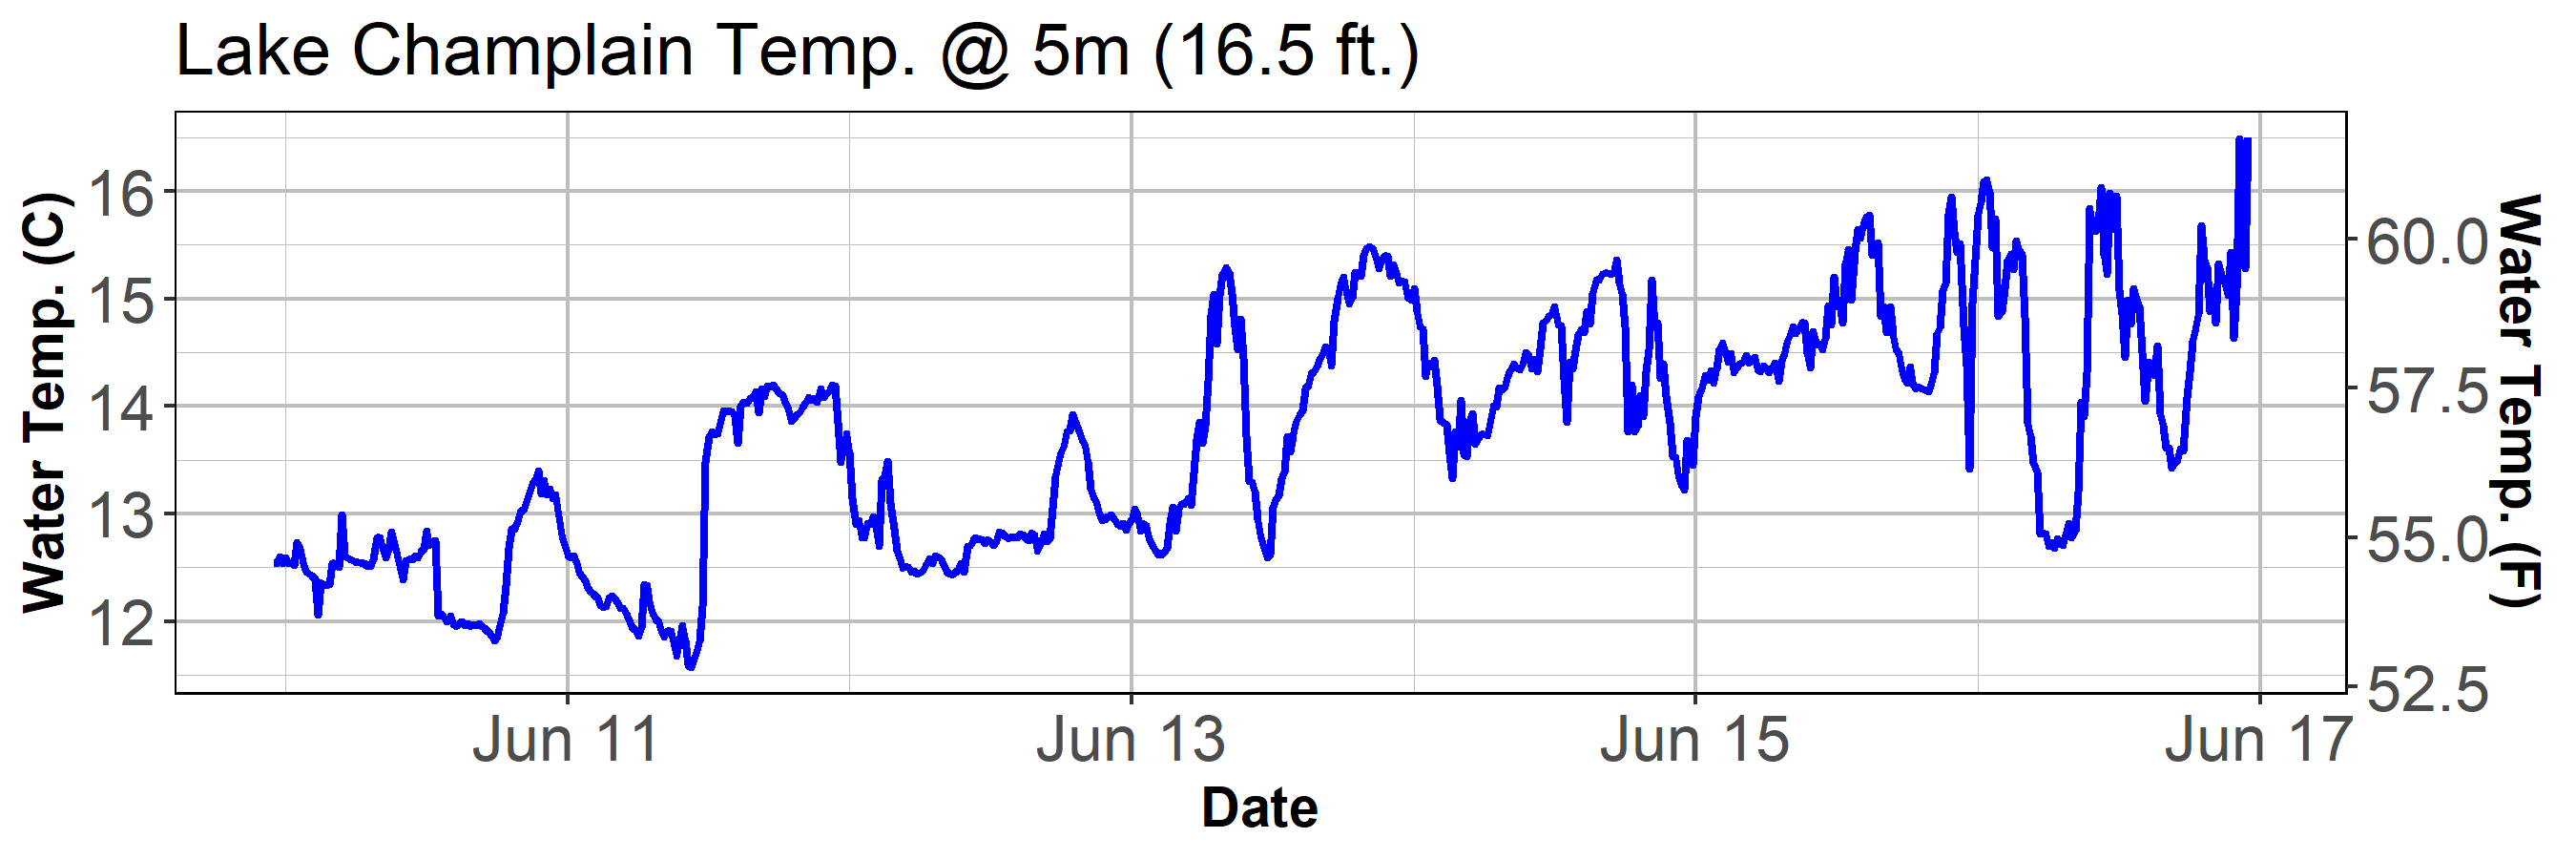 Lake Champlain Temp. @ 5m (16.5 ft.)
Water Temp. (C)
16
15
14
13
12
60.0
57.5
55.0
52.5
Water Temp. (F)
Jun 11 Jun 13 Jun 15 Jun 17
Date